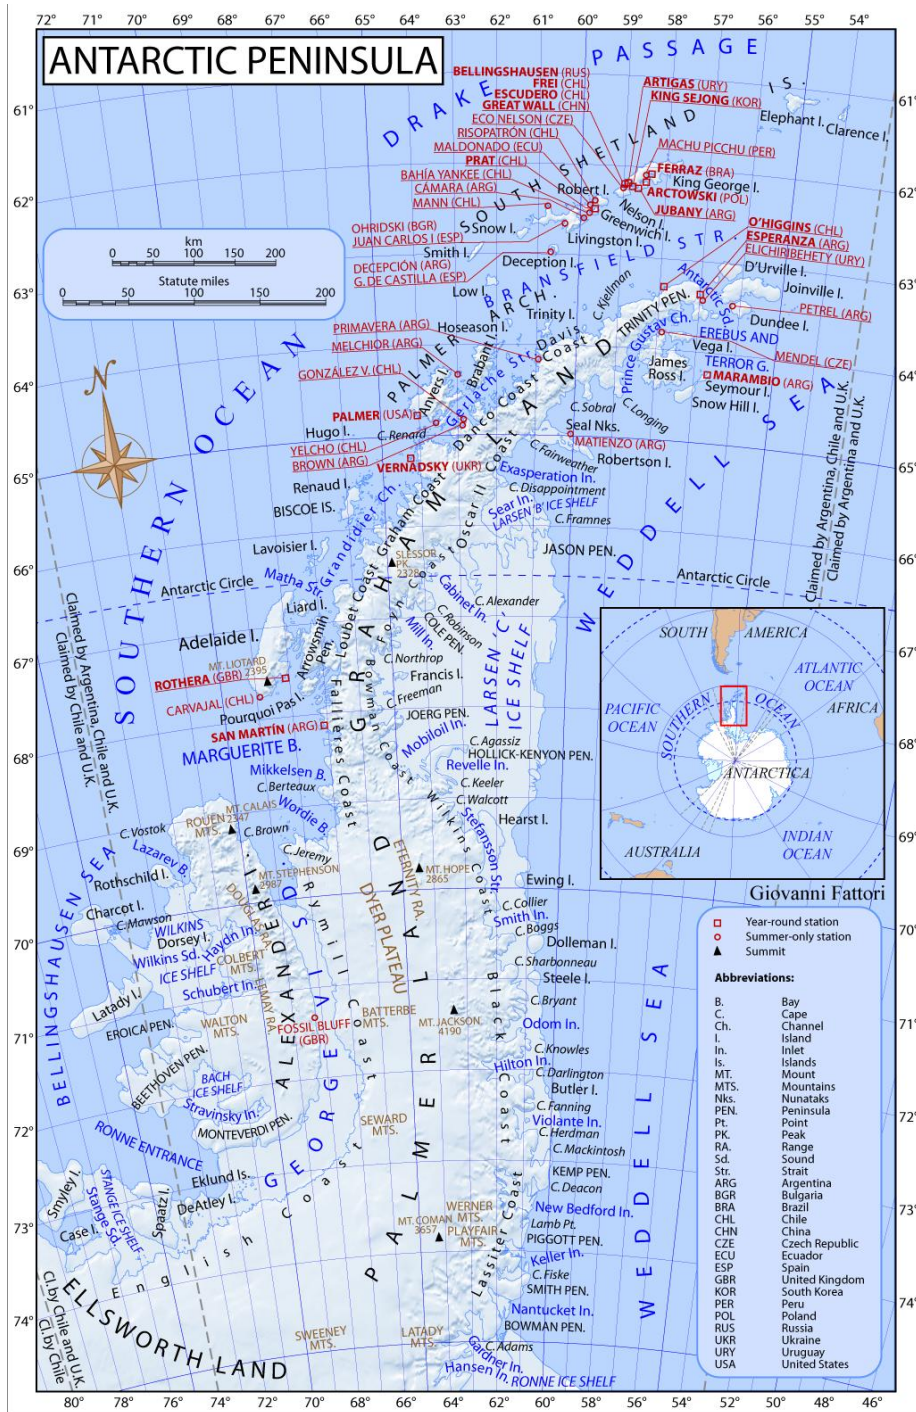 72° 71° 70° 69° 68° 67° 66° 65° 64° 63° 62° 61° 60° 59° 58° 57° 56° 55° 54°
ANTARCTIC PENINSULA
DRAKE PASSAGE
61°
61°
62°
62°
63°
63°
64°
64°
65°
65°
66°
66°
67°
67°
68°
68°
69°
69°
70°
70°
71°
71°
72°
72°
73°
73°
74°
74°
BELLINGSHAUSEN (RUS)
FREI (CHL)
ESCUDERO (CHL)
GREAT WALL (CHN)
ECO NELSON (CZE)
RISOPATRÓN (CHL)
MALDONADO (ECU)
PRAT (CHL)
BAHÍA YANKEE (CHL)
CÁMARA (ARG)
MANN (CHL)
OHRIDSKI (BGR)
JUAN CARLOS I (ESP)
DECEPCIÓN (ARG)
G. DE CASTILLA (ESP)
ARTIGAS (URY)
KING SEJONG (KOR)
MACHU PICCHU (PER)
FERRAZ (BRA)
ARCTOWSKI (POL)
JUBANY (ARG)
O'HIGGINS (CHL)
ESPERANZA (ARG)
ELICHIRIBEHETY (URY)
SOUTH SHETLAND IS.
Elephant I.
Clarence I.
King George I.
Robert I.
Nelson I.
Greenwich I.
Snow I.
Livingston I.
Smith I.
Deception I.
Low I.
BRANSFIELD STR.
km
200 0 200
Statute miles
50 0 50 100 150 200
N
PRIMAVERA (ARG)
MELCHIOR (ARG)
GONZÁLEZ V. (CHL)
PALMER (USA)
YELCHO (CHL)
BROWN (ARG)
VERNADSKY (UKR)
PALMER ARCH.
Hoseason I.
Trinity I.
C. Kjellman
Antarctic Sd.
D'Urville I.
Joinville I.
PETREL (ARG)
Dundee I.
TRINITY PEN.
Prince Gustav Ch.
EREBUS AND
TERROR G.
Vega I.
MENDEL (CZE)
James
Ross I.
MARAMBIO (ARG)
Seymour I.
Snow Hill I.
Davis Coast
Brabant I.
Anvers I.
Gerlache Str.
Danco Coast
Hugo I.
C. Renard
C. Sobral
C. Longing
Seal Nks.
MATIENZO (ARG)
C. Fairweather
Robertson I.
Exasperation In.
C. Disappointment
Sear In.
LARSEN 'B' ICE SHELF
C. Framnes
JASON PEN.
Renaud I.
BISCOE IS.
Lavoisier I.
Grandidier Ch.
Graham Coast
Oscar II Coast
SLESSOR
PK.
2328
SOUTHERN OCEAN
WEDDELL SEA
Claimed by Argentina, Chile and U.K.
Claimed by Argentina and U.K.
Antarctic Circle
Antarctic Circle
Claimed by Argentina, Chile and U.K.
Claimed by Chile and U.K.
Matha Str.
Liard I.
Adelaide I.
Arrowsmith
Pen.
Loubet Coast
Foyn Coast
Cabinet In.
C. Alexander
C. Robinson
COLE PEN.
Mill In.
C. Northrop
Francis I.
C. Freeman
JOERG PEN.
Mobiloil In.
LARSEN 'C'
ICE SHELF
GRAHAM LAND
MT. LIOTARD
2395
ROTHERA (GBR)
CARVAJAL (CHL)
Pourquoi Pas I.
SAN MARTÍN (ARG)
MARGUERITE B.
Fallières Coast
Bowman Coast
C. Agassiz
HOLLICK-KENYON PEN.
Revelle In.
C. Keeler
C. Walcott
Hearst I.
Mikkelsen B.
C. Berteaux
Wordie B.
Wilkins Coast
Stefansson Str.
MT. CALAIS
2347
ROUEN
MTS.
C. Vostok
C. Brown
C. Jeremy
Lazarev B.
Rothschild I.
MT. STEPHENSON
2987
DOUGLAS RA.
MT. HOPE
2865
ETERNITY RA.
DYER PLATEAU
Ewing I.
C. Collier
Smith In.
C. Boggs
Dolleman I.
C. Sharbonneau
Steele I.
C. Bryant
Odom In.
C. Knowles
Hilton In.
C. Darlington
Butler I.
C. Fanning
Violante In.
C. Herdman
C. Mackintosh
KEMP PEN.
C. Deacon
New Bedford In.
Lamb Pt.
PIGGOTT PEN.
Keller In.
C. Fiske
SMITH PEN.
Nantucket In.
BOWMAN PEN.
C. Adams
Gardner In.
Hansen In.
RONNE ICE SHELF
WEDDELL SEA
BELLINGSHAUSEN SEA
Charcot I.
C. Mawson
WILKINS
Dorsey I.
Wilkins Sd.
Haydn In.
ICE SHELF
Schubert In.
COLBERT
MTS.
LEMAY RA.
Latady I.
EROICA PEN.
WALTON
MTS.
ALEXANDER I.
GEORGE VI SD.
Rymill Coast
FOSSIL BLUFF
(GBR)
BATTERBE
MTS.
MT. JACKSON
4190
Black Coast
BEETHOVEN PEN.
BACH
ICE SHELF
Stravinsky In.
MONTEVERDI PEN.
RONNE ENTRANCE
SEWARD
MTS.
PALMER LAND
Eklund Is.
DeAtley I.
Spaatz I.
Smyley I.
STANGE ICE SHELF
Stange Sd.
Case I.
English Coast
MT. COMAN
3657
WERNER
MTS.
PLAYFAIR
MTS.
Lassiter Coast
ELLSWORTH LAND
SWEENEY
MTS.
LATADY
MTS.
Cl. by Chile and U.K.
Cl. by Chile
SOUTH AMERICA
ATLANTIC
OCEAN
PACIFIC
OCEAN
SOUTHERN OCEAN
AFRICA
ANTARCTICA
INDIAN
OCEAN
AUSTRALIA
Giovanni Fattori
Year-round station
Summer-only station
Summit
Abbreviations:
B. Bay
C. Cape
Ch. Channel
I. Island
In. Inlet
Is. Islands
MT. Mount
MTS. Mountains
Nks. Nunataks
PEN. Peninsula
Pt. Point
PK. Peak
RA. Range
Sd. Sound
Str. Strait
ARG Argentina
BGR Bulgaria
BRA Brazil
CHL Chile
CHN China
CZE Czech Republic
ECU Ecuador
ESP Spain
GBR United Kingdom
KOR South Korea
PER Peru
POL Poland
RUS Russia
UKR Ukraine
URY Uruguay
USA United States
80° 78° 76° 74° 72° 70° 68° 66° 64° 62° 60° 58° 56° 54° 52° 50° 48° 46°